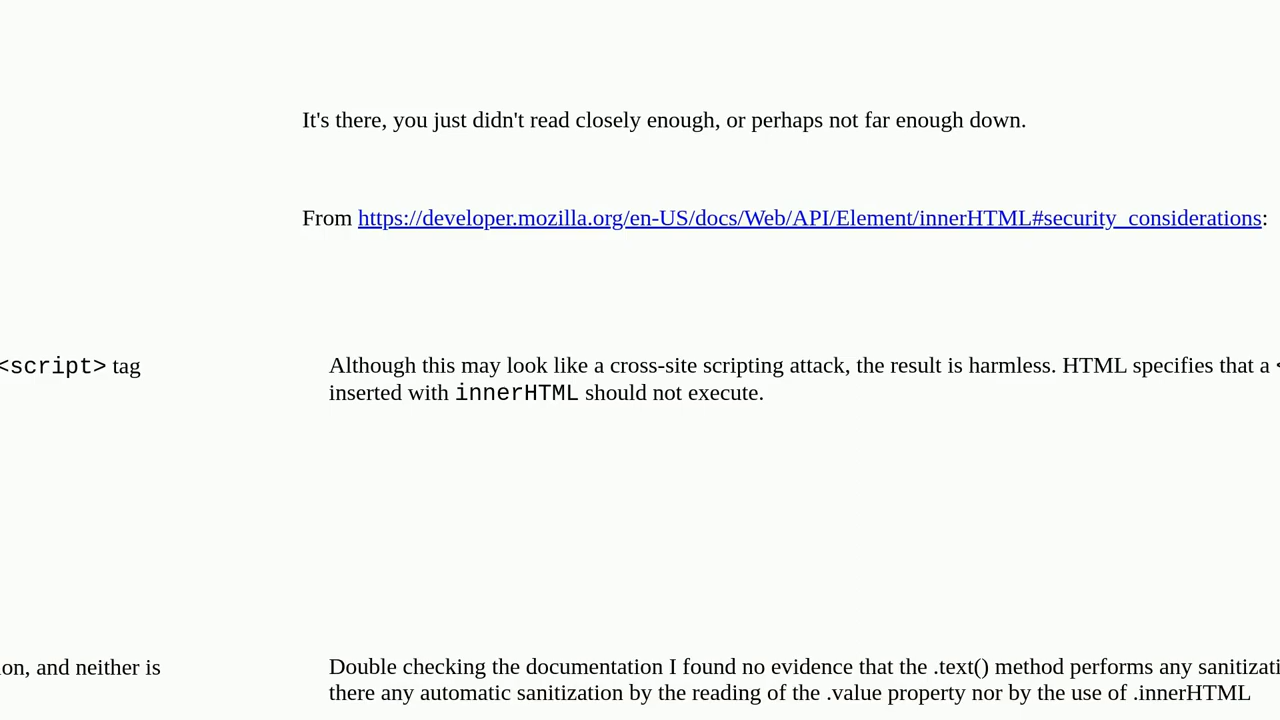 It's there, you just didn't read closely enough, or perhaps not far enough down.
From https://developer.mozilla.org/en-US/docs/Web/API/Element/innerHTML#security_considerations:
<script> tag
Although this may look like a cross-site scripting attack, the result is harmless. HTML specifies that a <
inserted with innerHTML should not execute.
on, and neither is
Double checking the documentation I found no evidence that the .text() method performs any sanitizati
there any automatic sanitization by the reading of the .value property nor by the use of .innerHTML